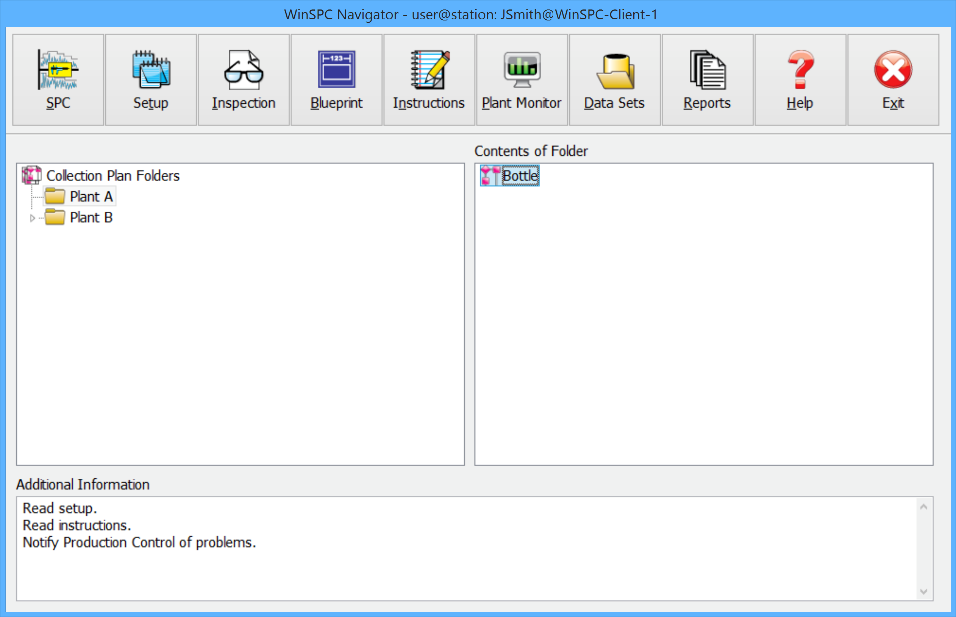 WinSPC Navigator - user@station: JSmith@WinSPC-Client-1
-123-
SPC Setup Inspection Blueprint Instructions Plant Monitor Data Sets Reports Help Exit
Contents of Folder
Collection Plan Folders
Bottle
Plant A
Plant B
Additional Information
Read setup.
Read instructions.
Notify Production Control of problems.